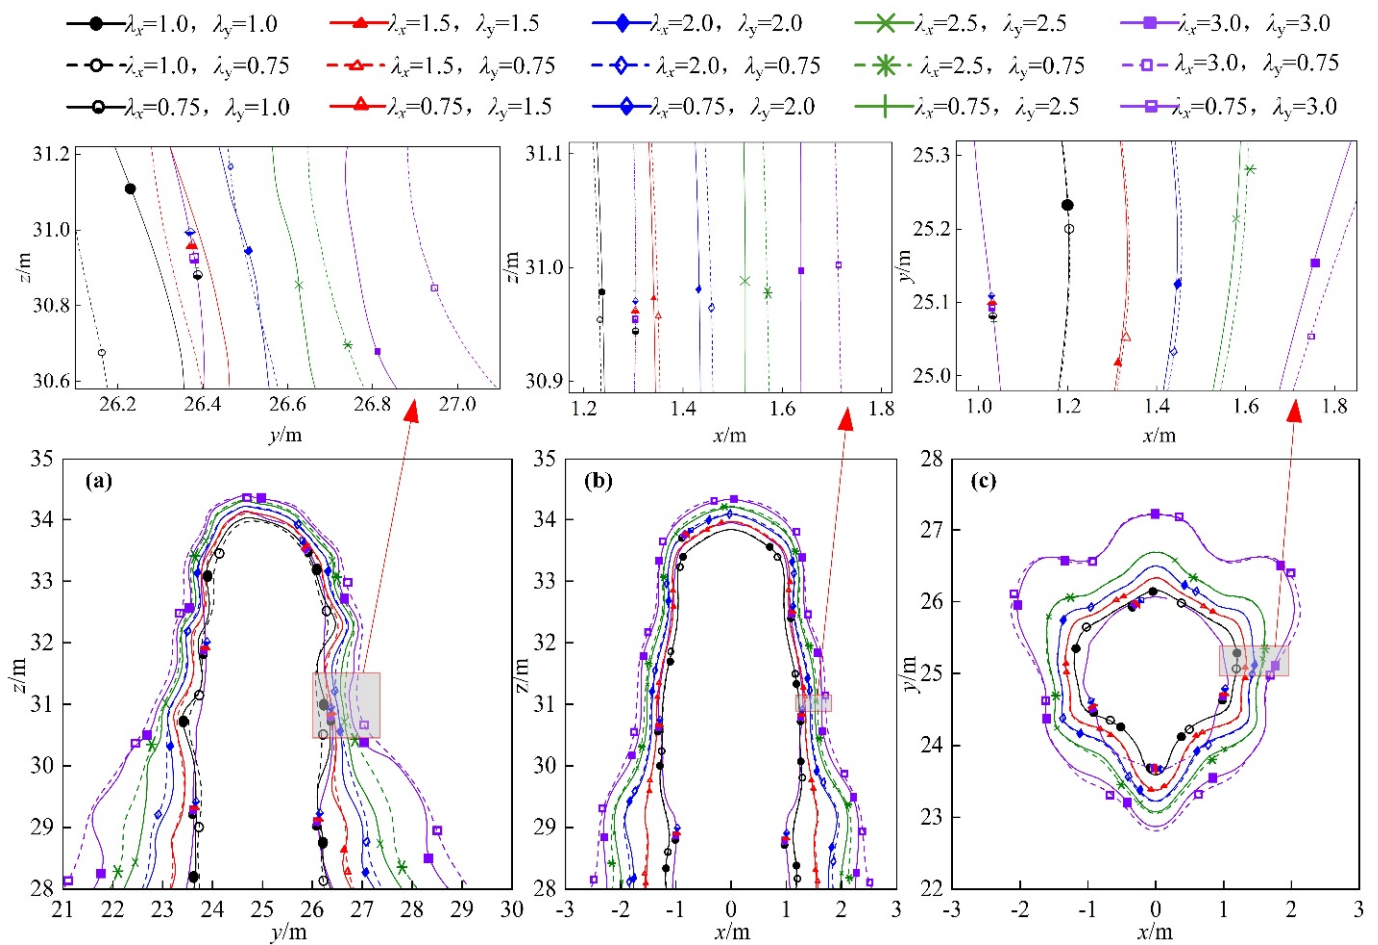 λx=1.0，λy=1.0 λx=1.5，λy=1.5 λx=2.0，λy=2.0 λx=2.5，λy=2.5 λx=3.0，λy=3.0
λx=1.0，λy=0.75 λx=1.5，λy=0.75 λx=2.0，λy=0.75 λx=2.5，λy=0.75 λx=3.0，λy=0.75
λx=0.75，λy=1.0 λx=0.75，λy=1.5 λx=0.75，λy=2.0 λx=0.75，λy=2.5 λx=0.75，λy=3.0
31.2
31.0
30.8
30.6
z/m
26.2 26.4 26.6 26.8 27.0
y/m
31.1
31.0
30.9
z/m
1.2 1.4 1.6 1.8
x/m
25.3
25.2
25.1
25.0
y/m
1.0 1.2 1.4 1.6 1.8
x/m
(a)
35
34
33
32
31
30
29
28
z/m
21 22 23 24 25 26 27 28 29 30
y/m
(b)
35
34
33
32
31
30
29
28
z/m
-3 -2 -1 0 1 2 3
x/m
(c)
28
27
26
25
24
23
22
y/m
-3 -2 -1 0 1 2 3
x/m